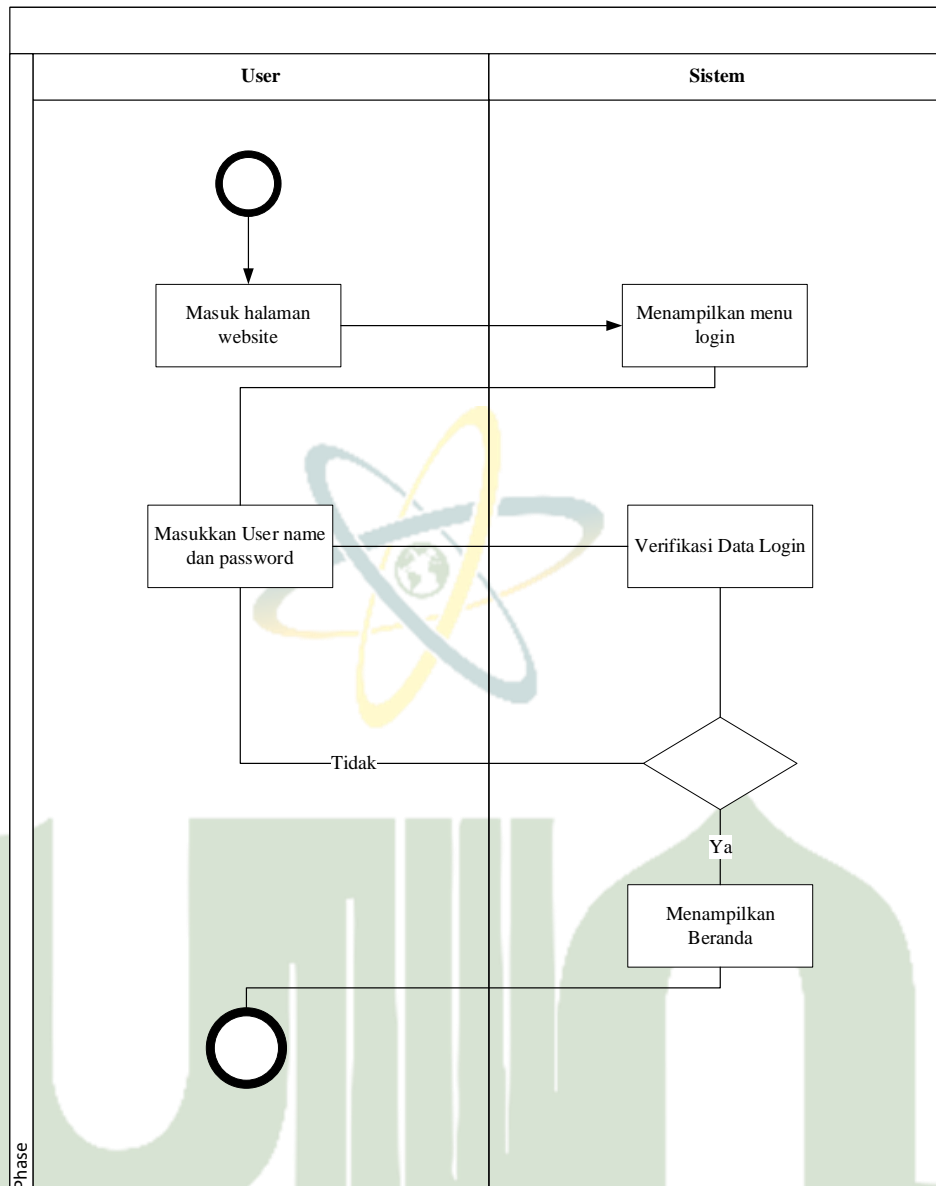 User
Sistem
Masuk halaman
website
Menampilkan menu
login
Masukkan User name
dan password
Verifikasi Data Login
Tidak
Ya
Menampilkan
Beranda
Phase